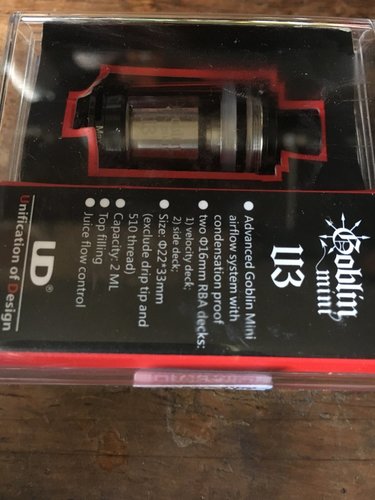 Goblin
mini
V3
Advanced Goblin Mini
airflow system with
condensation proof
two Φ16mm RBA decks:
1) velocity deck;
2) side deck;
Size: Φ22*33mm
(exclude drip tip and
510 thread)
Capacity: 2 ML
Top filling
Juice flow control
UD®
Unification of Design